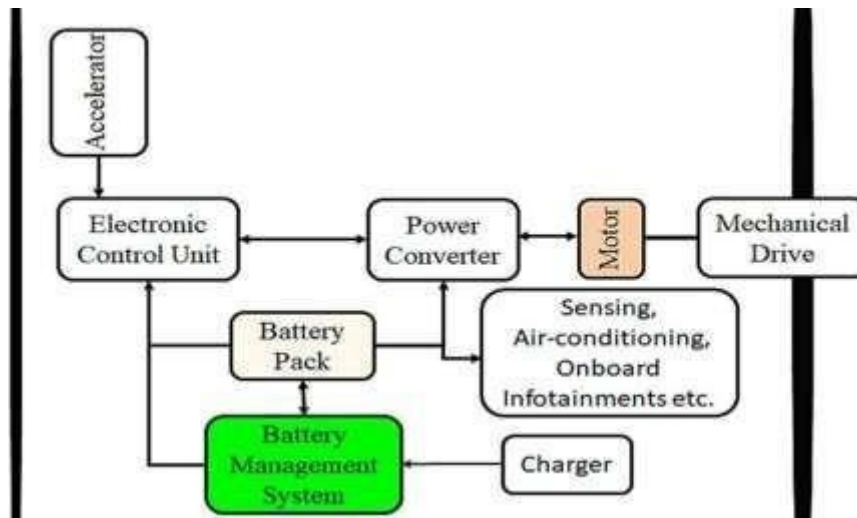 Accelerator
Electronic
Control Unit
Power
Converter
Motor
Mechanical
Drive
Battery
Pack
Sensing,
Air-conditioning,
Onboard
Infotainments etc.
Battery
Management
System
Charger